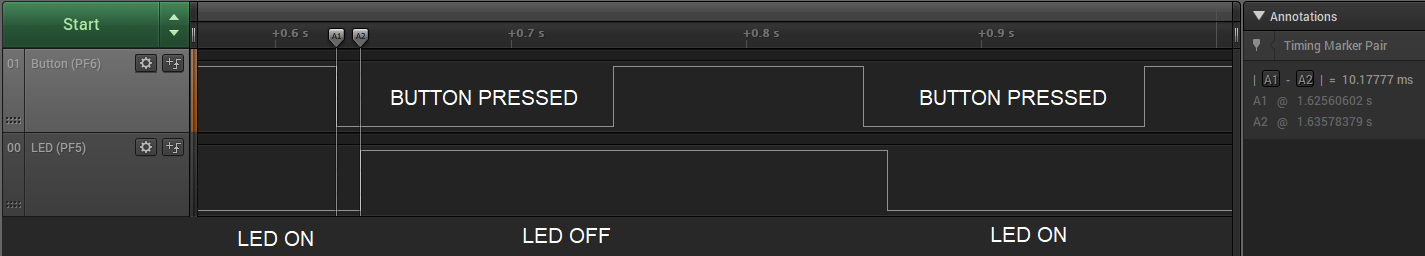 Start
+0.6 s +0.7 s +0.8 s +0.9 s
A1 A2
01 Button (PF6)
BUTTON PRESSED BUTTON PRESSED
00 LED (PF5)
LED ON LED OFF LED ON
Annotations
Timing Marker Pair
| A1 - A2 | = 10.17777 ms
A1 @ 1.62560602 s
A2 @ 1.63578379 s